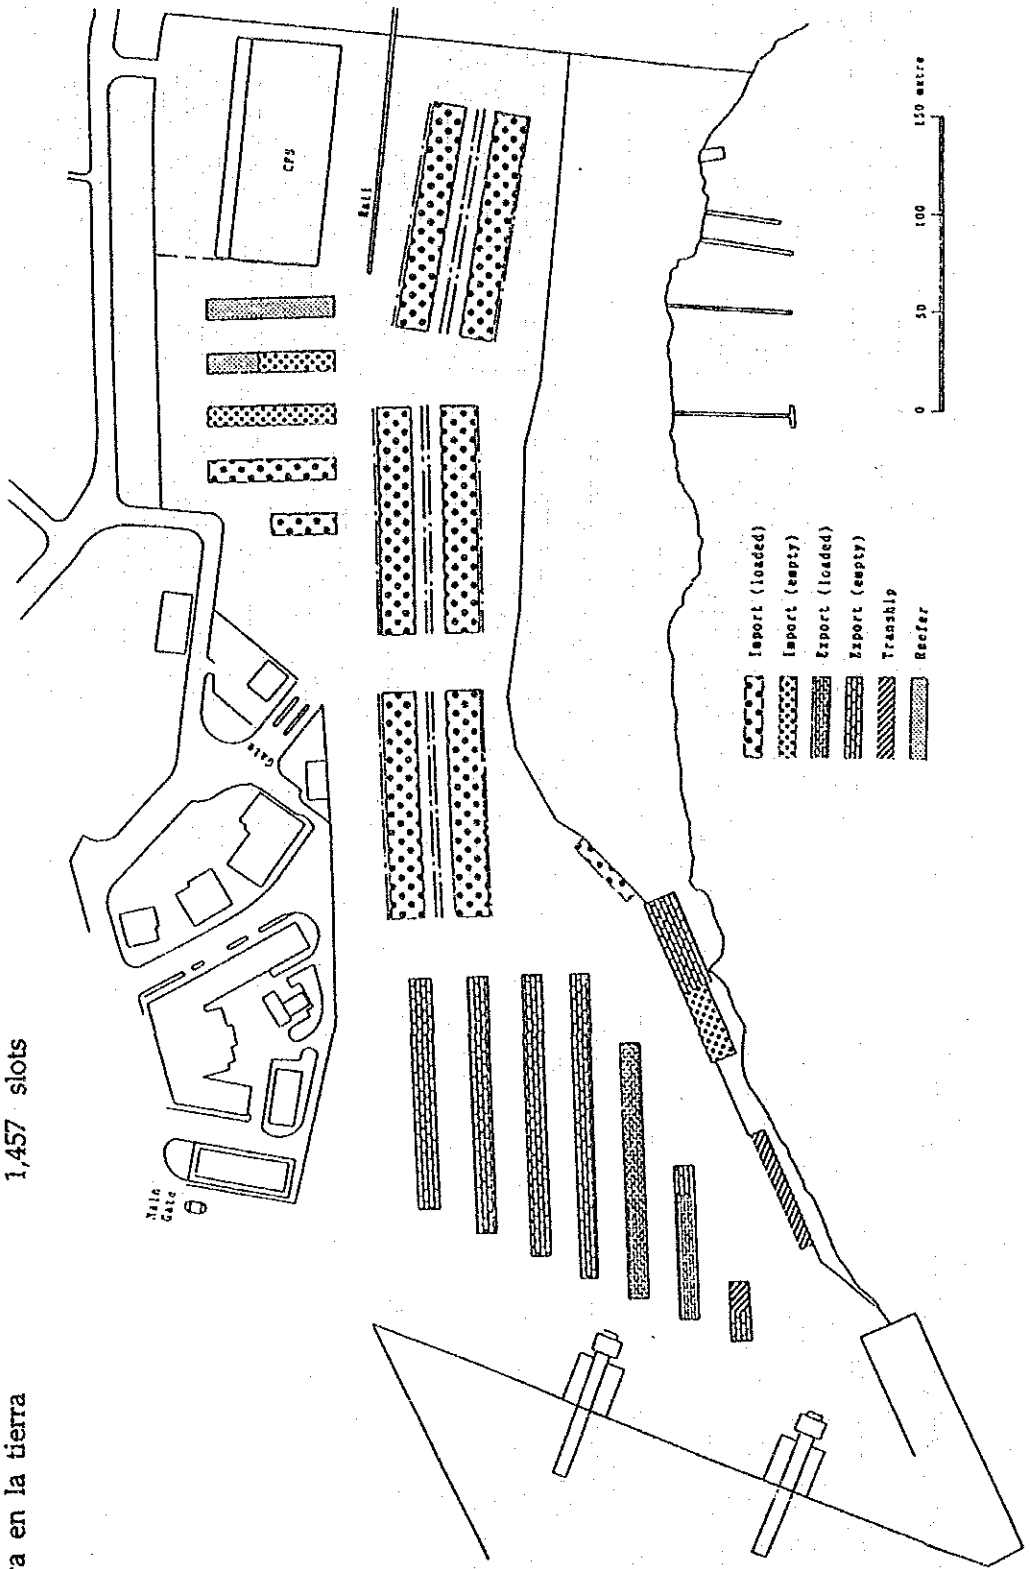 ra en la tierra
1,457 slots
Main
Gate
Gate
CFS
Rail
Import (loaded)
Import (empty)
Export (loaded)
Export (empty)
Tranship
Reefer
0 50 100 150 metre